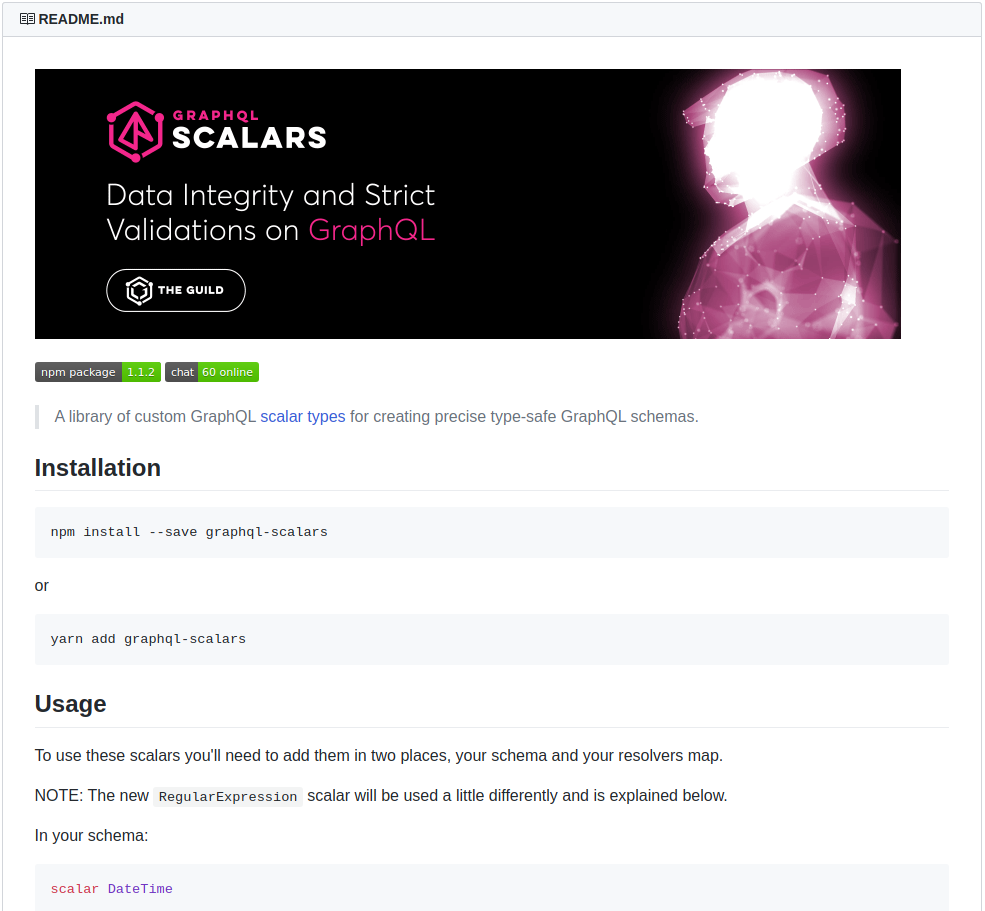 README.md
GRAPHQL
SCALARS
Data Integrity and Strict
Validations on GraphQL
THE GUILD
npm package 1.1.2 chat 60 online
A library of custom GraphQL scalar types for creating precise type-safe GraphQL schemas.
Installation
npm install --save graphql-scalars
or
yarn add graphql-scalars
Usage
To use these scalars you'll need to add them in two places, your schema and your resolvers map.
NOTE: The new RegularExpression scalar will be used a little differently and is explained below.
In your schema:
scalar DateTime